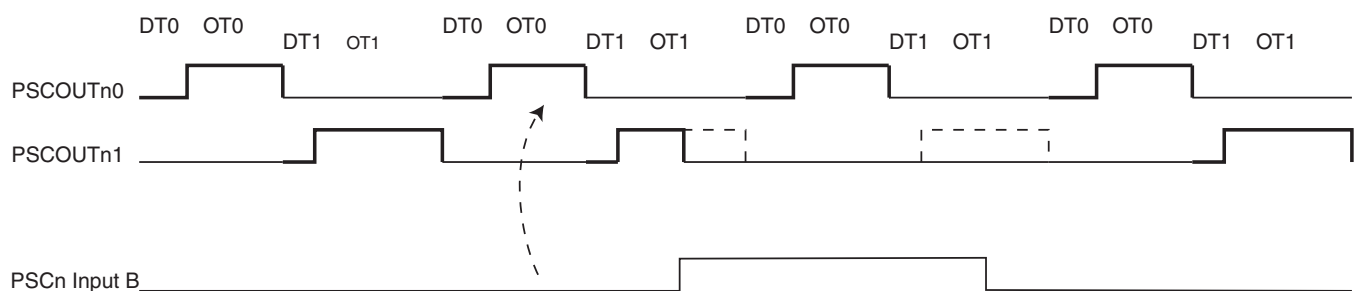 DT0 OT0 DT0 OT0 DT0 OT0 DT0 OT0
DT1 OT1 DT1 OT1 DT1 OT1 DT1 OT1
PSCOUTn0
PSCOUTn1
PSCn Input B